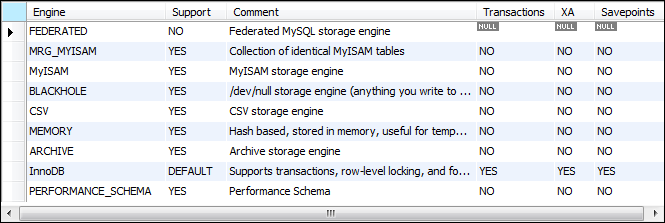 Engine Support Comment Transactions XA Savepoints
FEDERATED NO Federated MySQL storage engine NULL NULL NULL
MRG_MYISAM YES Collection of identical MyISAM tables NO NO NO
MyISAM YES MyISAM storage engine NO NO NO
BLACKHOLE YES /dev/null storage engine (anything you write to ... NO NO NO
CSV YES CSV storage engine NO NO NO
MEMORY YES Hash based, stored in memory, useful for temp... NO NO NO
ARCHIVE YES Archive storage engine NO NO NO
InnoDB DEFAULT Supports transactions, row-level locking, and fo... YES YES YES
PERFORMANCE_SCHEMA YES Performance Schema NO NO NO